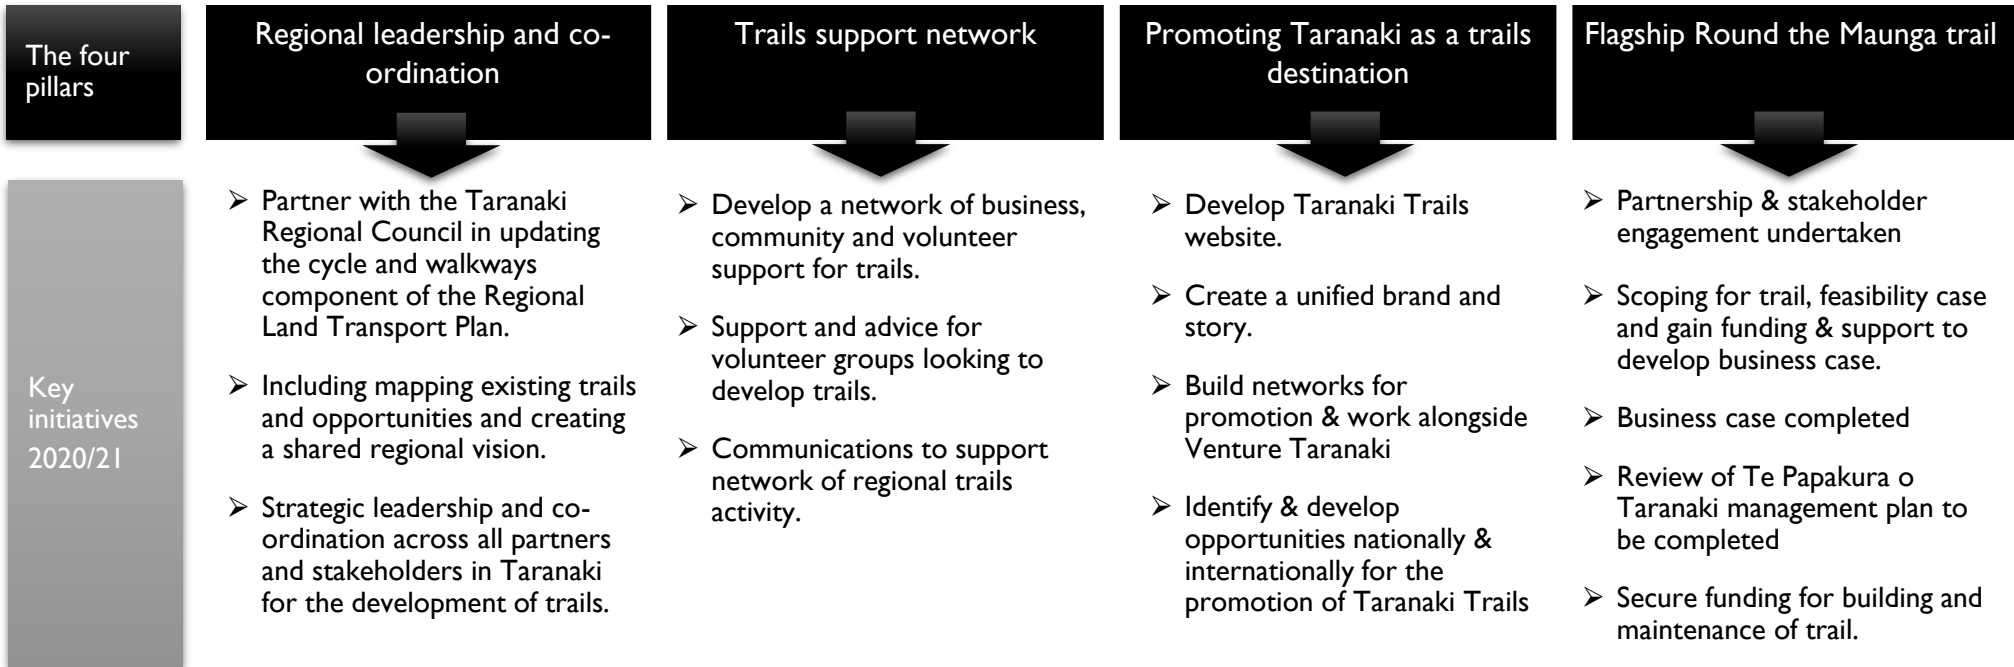 The four
pillars
Regional leadership and co-
ordination
Trails support network
Promoting Taranaki as a trails
destination
Flagship Round the Maunga trail
Key
initiatives
2020/21
➢ Partner with the Taranaki
Regional Council in updating
the cycle and walkways
component of the Regional
Land Transport Plan.
➢ Including mapping existing trails
and opportunities and creating
a shared regional vision.
➢ Strategic leadership and co-
ordination across all partners
and stakeholders in Taranaki
for the development of trails.
➢ Develop a network of business,
community and volunteer
support for trails.
➢ Support and advice for
volunteer groups looking to
develop trails.
➢ Communications to support
network of regional trails
activity.
➢ Develop Taranaki Trails
website.
➢ Create a unified brand and
story.
➢ Build networks for
promotion & work alongside
Venture Taranaki
➢ Identify & develop
opportunities nationally &
internationally for the
promotion of Taranaki Trails
➢ Partnership & stakeholder
engagement undertaken
➢ Scoping for trail, feasibility case
and gain funding & support to
develop business case.
➢ Business case completed
➢ Review of Te Papakura o
Taranaki management plan to
be completed
➢ Secure funding for building and
maintenance of trail.